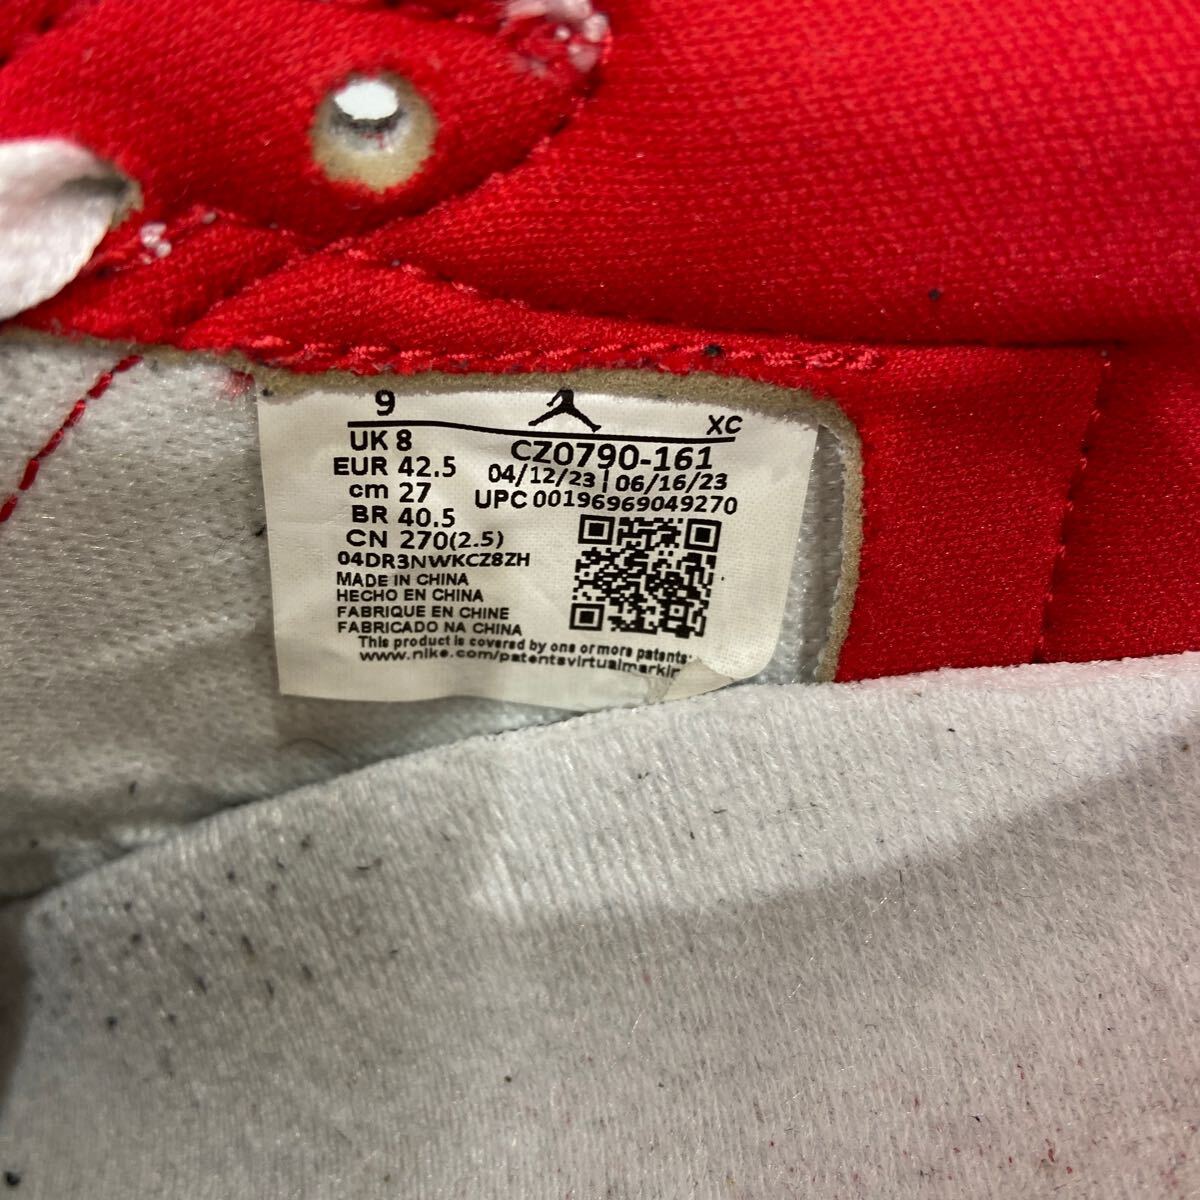 9
XC
UK 8
CZ0790-161
EUR 42.5
04/12/23 | 06/16/23
cm 27
UPC 00196969049270
BR 40.5
CN 270(2.5)
04DR3NWKCZ8ZH
MADE IN CHINA
HECHO EN CHINA
FABRIQUE EN CHINE
FABRICADO NA CHINA
This product is covered by one or more patents:
www.nike.com/patentsvirtualmarkin